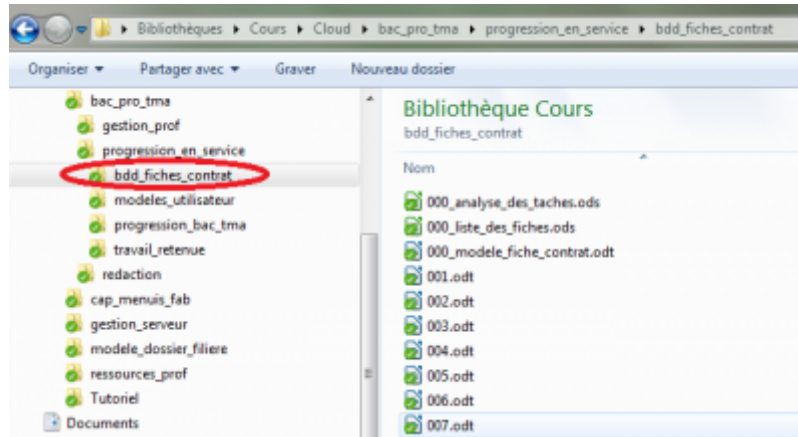 Bibliothèques ▸ Cours ▸ Cloud ▸ bac_pro_tma ▸ progression_en_service ▸ bdd_fiches_contrat
Organiser Partager avec Graver Nouveau dossier
bac_pro_tma
gestion_prof
progression_en_service
bdd_fiches_contrat
modeles_utilisateur
progression_bac_tma
travail_retenue
redaction
cap_menuis_fab
gestion_serveur
modele_dossier_filiere
ressources_prof
Tutoriel
Documents
Bibliothèque Cours
bdd_fiches_contrat
Nom
000_analyse_des_taches.ods
000_liste_des_fiches.ods
000_modele_fiche_contrat.odt
001.odt
002.odt
003.odt
004.odt
005.odt
006.odt
007.odt